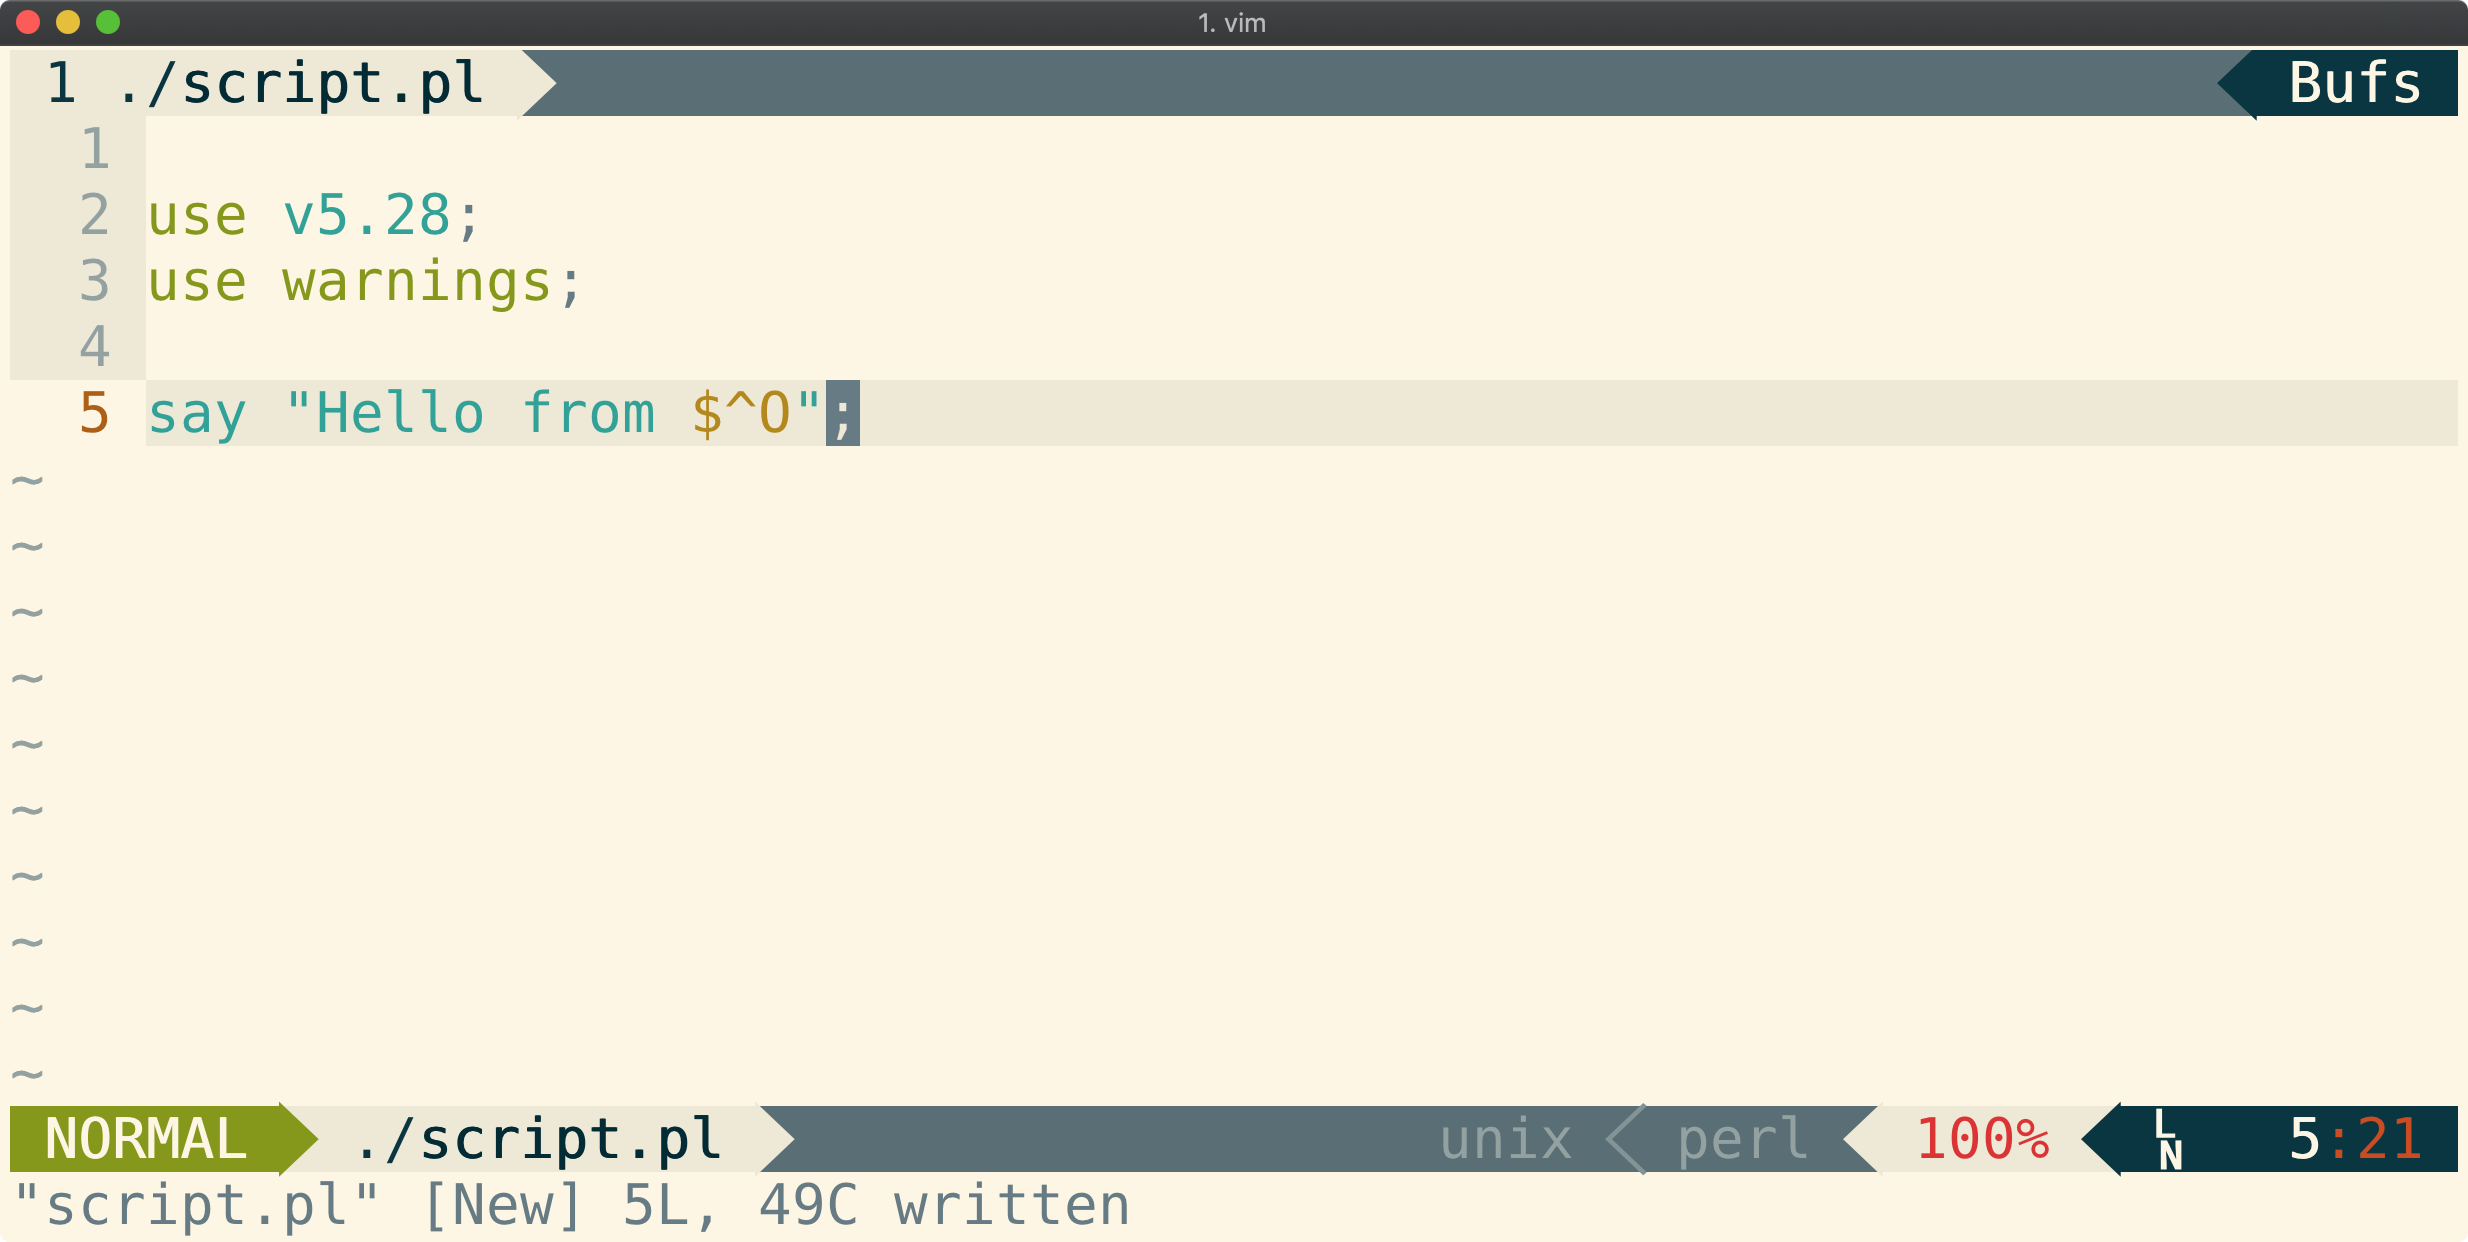 1. vim
1 ./script.pl Bufs
1
2 use v5.28;
3 use warnings;
4
5 say "Hello from $^O";
~
~
~
~
~
~
~
~
~
~
NORMAL ./script.pl unix perl 100% LN 5:21
"script.pl" [New] 5L, 49C written